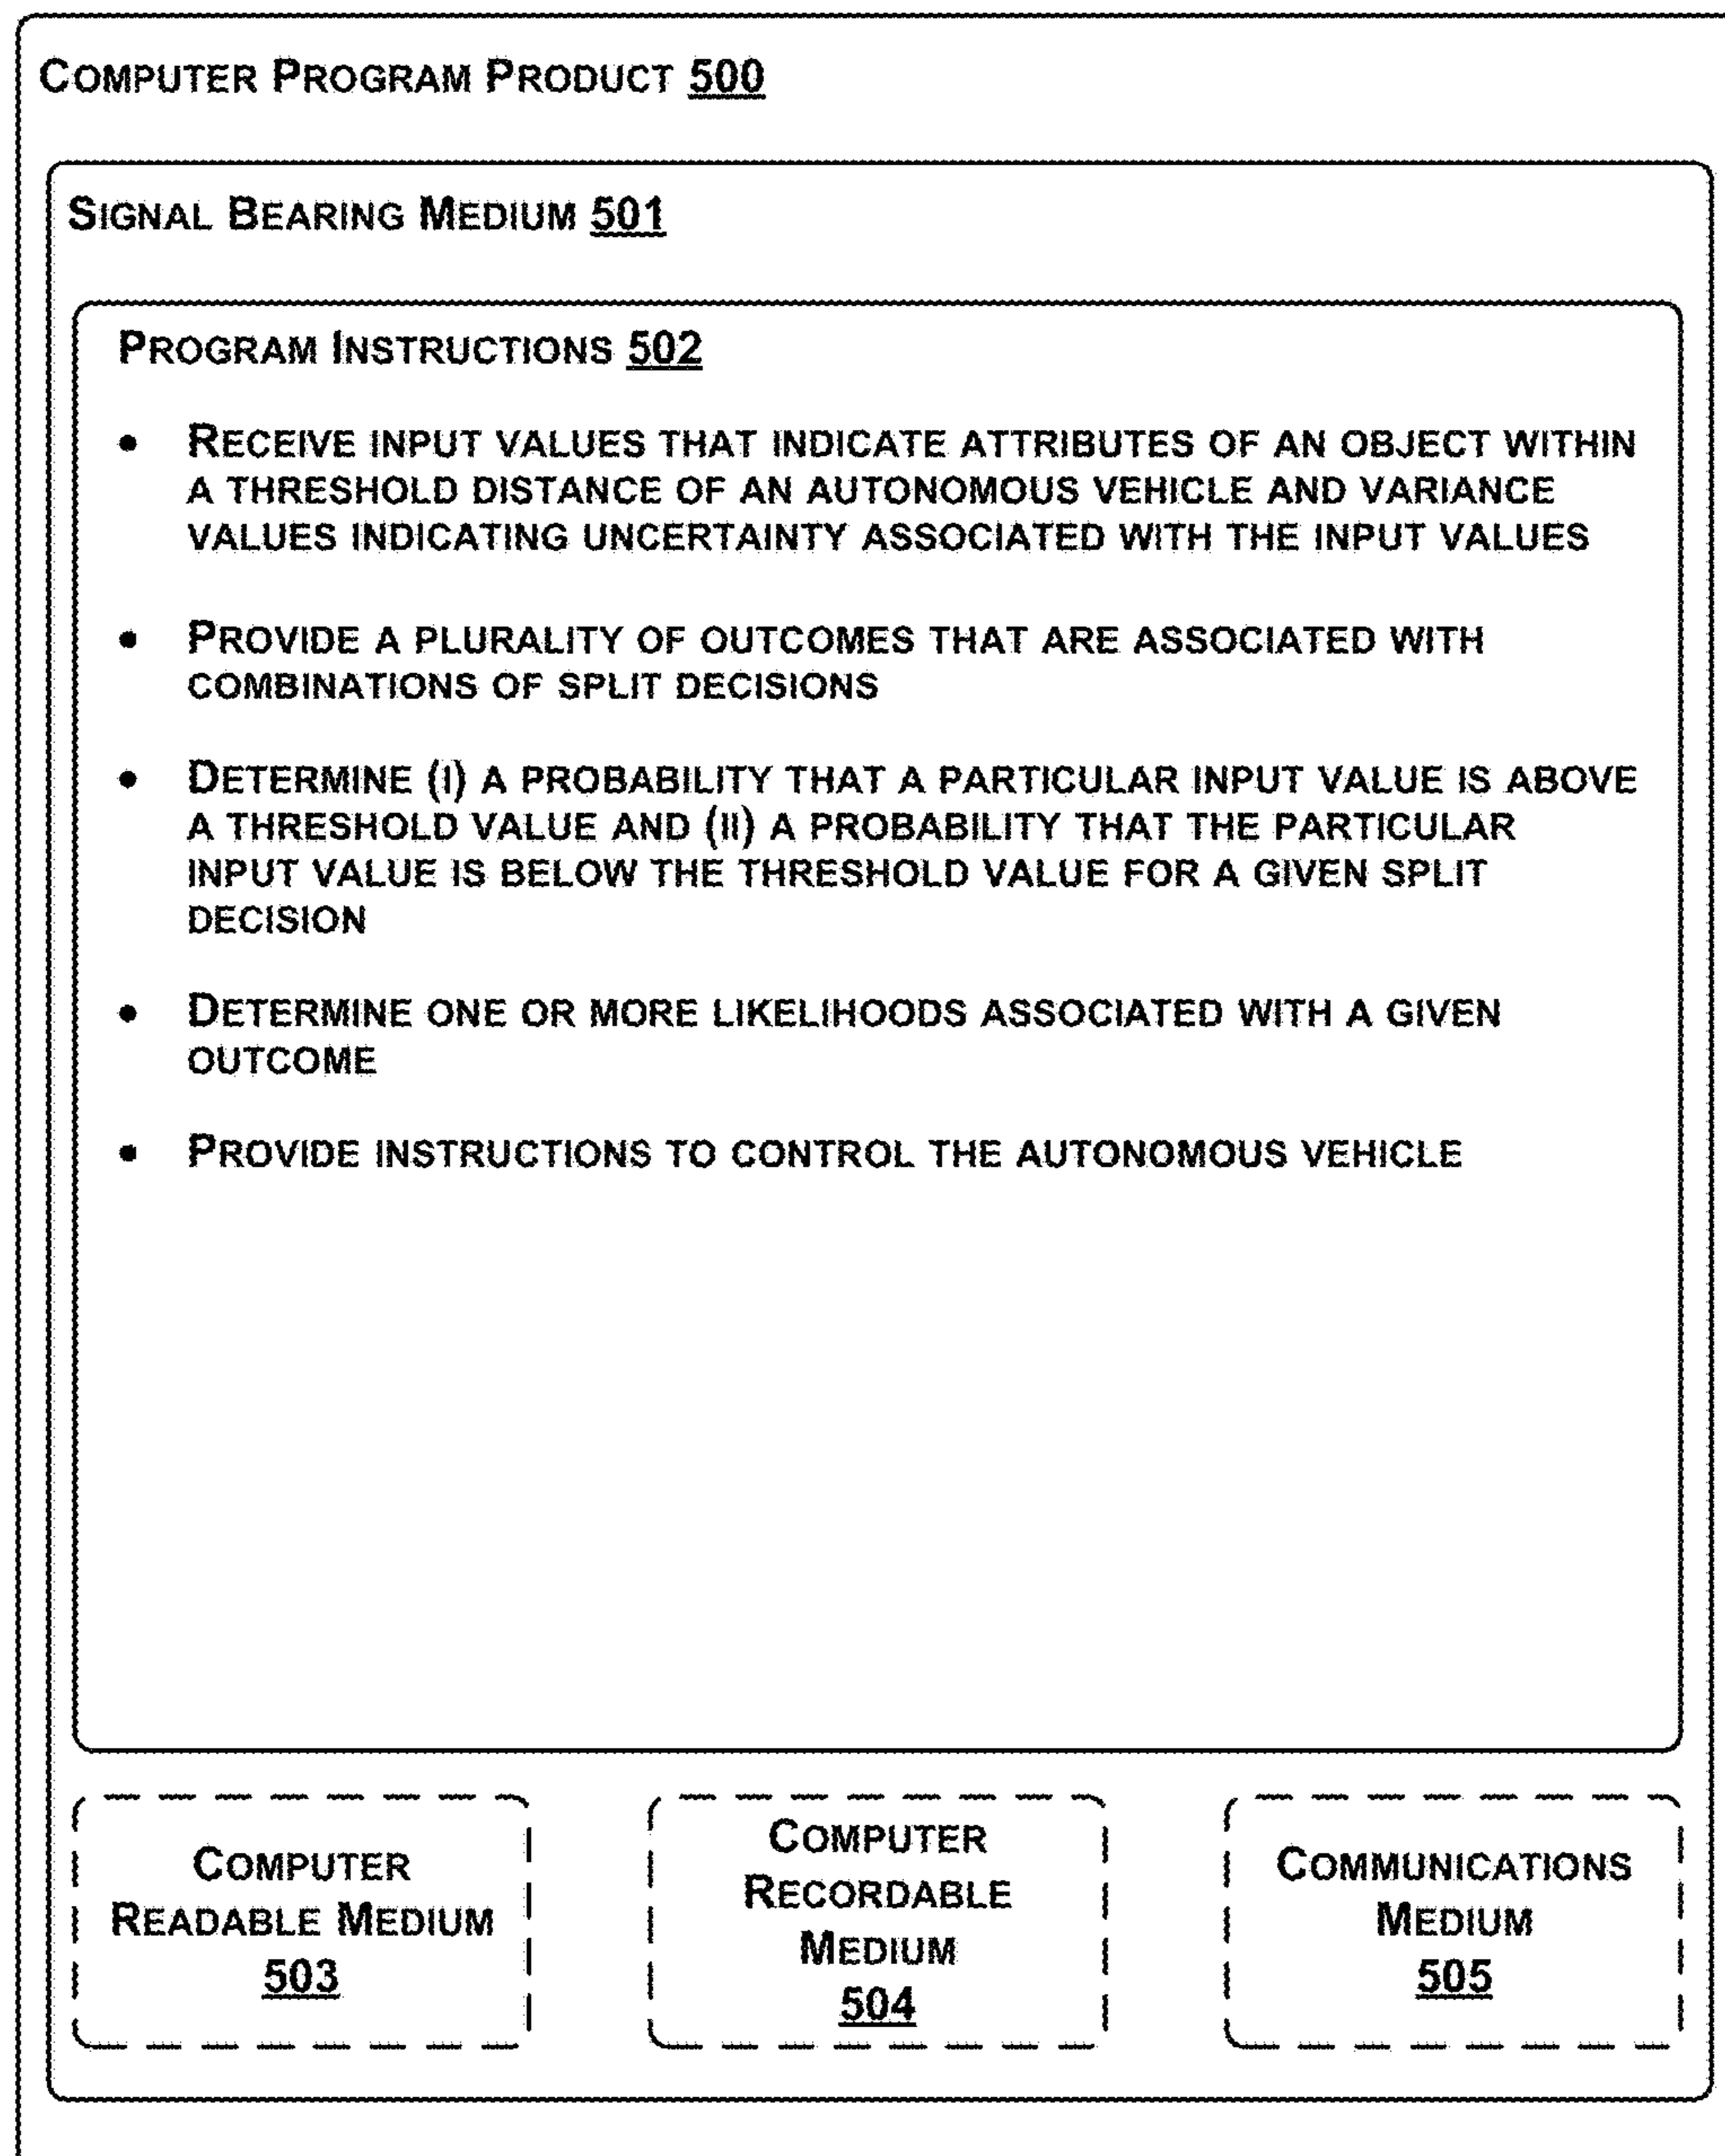 COMPUTER PROGRAM PRODUCT 500
SIGNAL BEARING MEDIUM 501
PROGRAM INSTRUCTIONS 502
• RECEIVE INPUT VALUES THAT INDICATE ATTRIBUTES OF AN OBJECT WITHIN
A THRESHOLD DISTANCE OF AN AUTONOMOUS VEHICLE AND VARIANCE
VALUES INDICATING UNCERTAINTY ASSOCIATED WITH THE INPUT VALUES
• PROVIDE A PLURALITY OF OUTCOMES THAT ARE ASSOCIATED WITH
COMBINATIONS OF SPLIT DECISIONS
• DETERMINE (I) A PROBABILITY THAT A PARTICULAR INPUT VALUE IS ABOVE
A THRESHOLD VALUE AND (II) A PROBABILITY THAT THE PARTICULAR
INPUT VALUE IS BELOW THE THRESHOLD VALUE FOR A GIVEN SPLIT
DECISION
• DETERMINE ONE OR MORE LIKELIHOODS ASSOCIATED WITH A GIVEN
OUTCOME
• PROVIDE INSTRUCTIONS TO CONTROL THE AUTONOMOUS VEHICLE
COMPUTER
READABLE MEDIUM
503
COMPUTER
RECORDABLE
MEDIUM
504
COMMUNICATIONS
MEDIUM
505